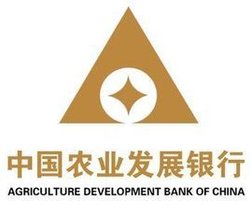 中国农业发展银行
AGRICULTURE DEVELOPMENT BANK OF CHINA